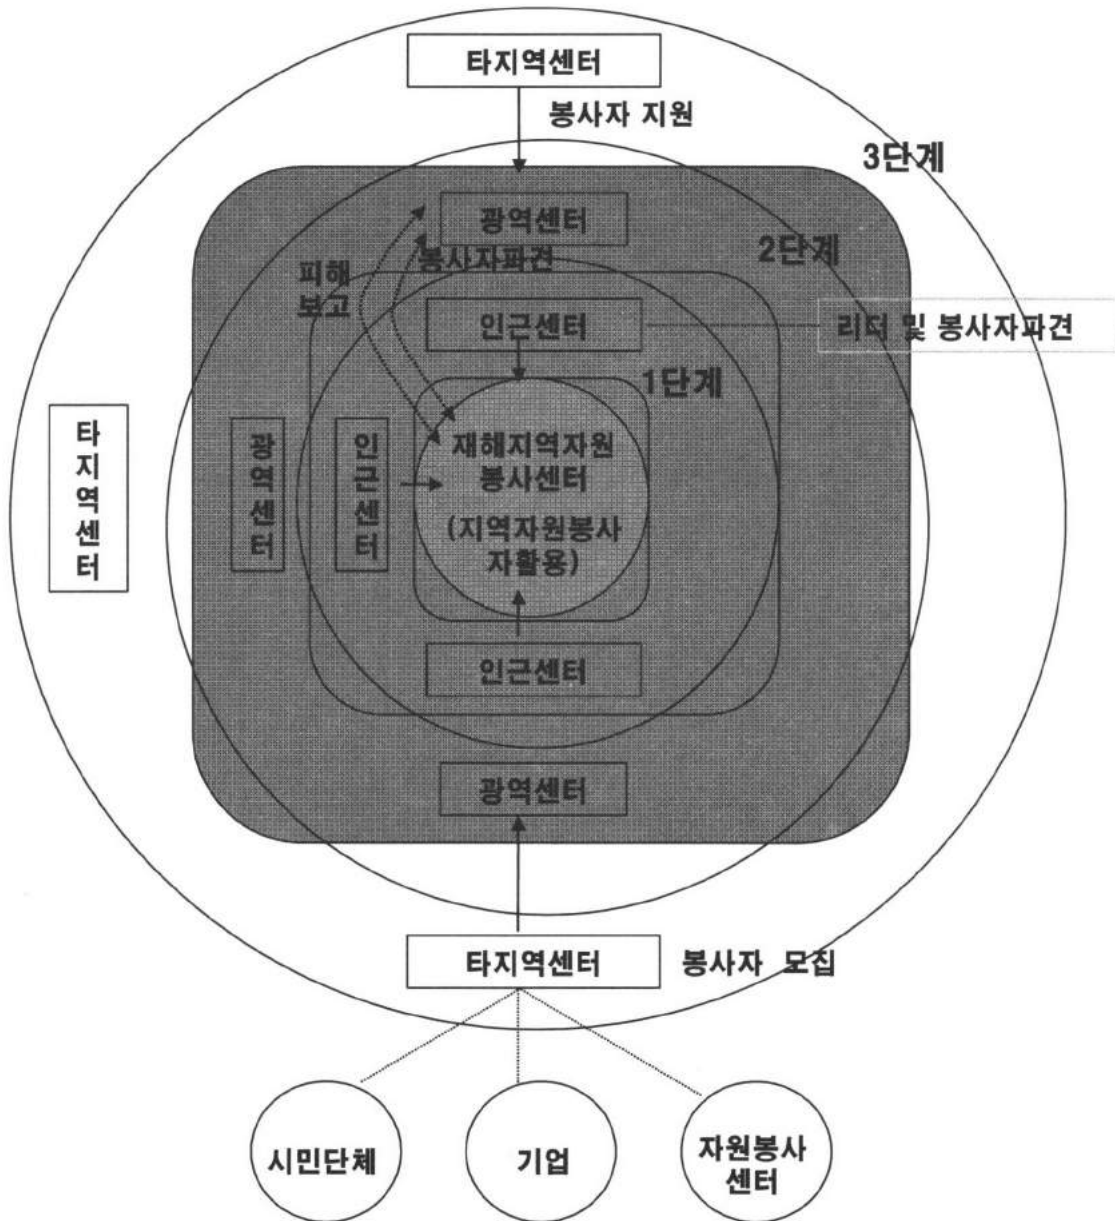 타지역센터
봉사자 지원
3단계
광역센터
2단계
봉사자파견
피해
보고
인근센터
리더 및 봉사자파견
1단계
타지역센터
광역센터
인근센터
재해지역자원
봉사센터
(지역자원봉사
자활용)
인근센터
광역센터
타지역센터
봉사자 모집
시민단체
기업
자원봉사
센터